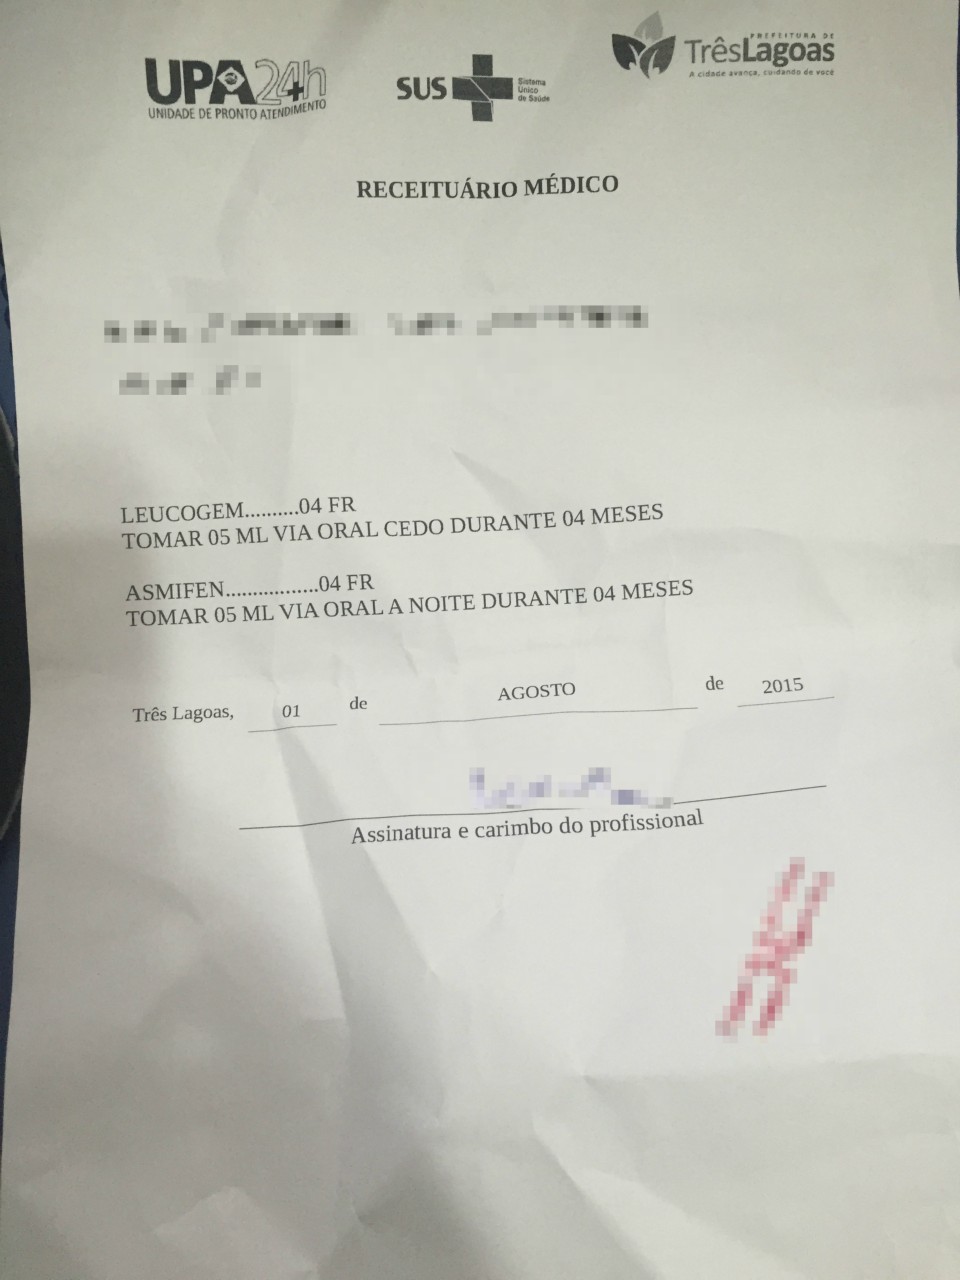 UPA 24h
UNIDADE DE PRONTO ATENDIMENTO
SUS
Sistema
Único
de Saúde
PREFEITURA DE
TrêsLagoas
A cidade avança, cuidando de você
RECEITUÁRIO MÉDICO
LEUCOGEM..........04 FR
TOMAR 05 ML VIA ORAL CEDO DURANTE 04 MESES
ASMIFEN.................04 FR
TOMAR 05 ML VIA ORAL A NOITE DURANTE 04 MESES
Três Lagoas, 01 de AGOSTO de 2015
Assinatura e carimbo do profissional